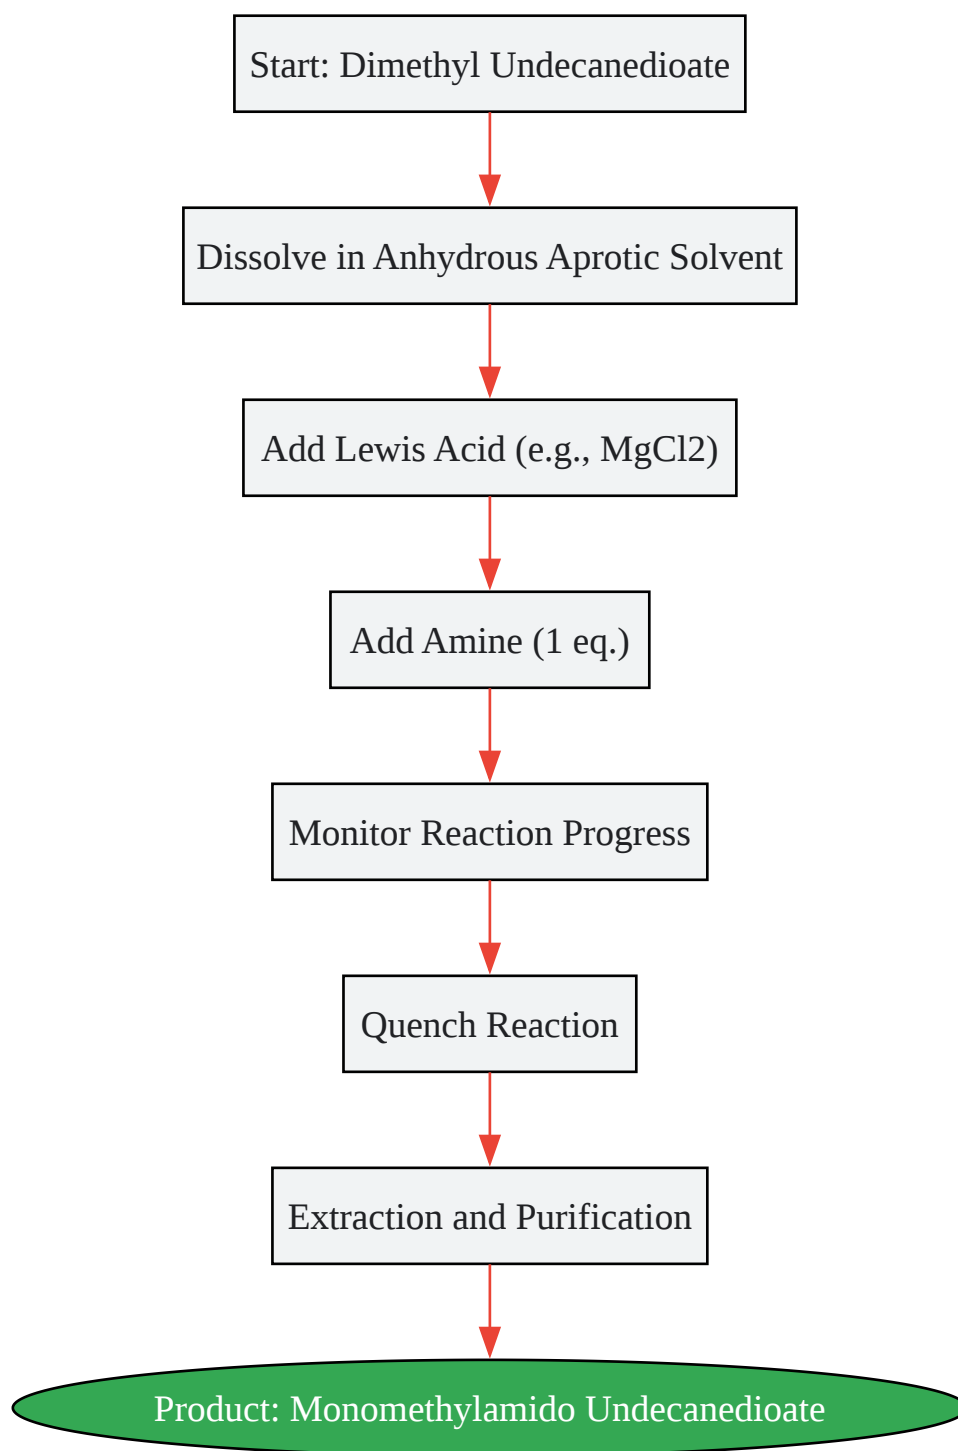 Start: Dimethyl Undecanedioate
Dissolve in Anhydrous Aprotic Solvent
Add Lewis Acid (e.g., MgCl2)
Add Amine (1 eq.)
Monitor Reaction Progress
Quench Reaction
Extraction and Purification
Product: Monomethylamido Undecanedioate